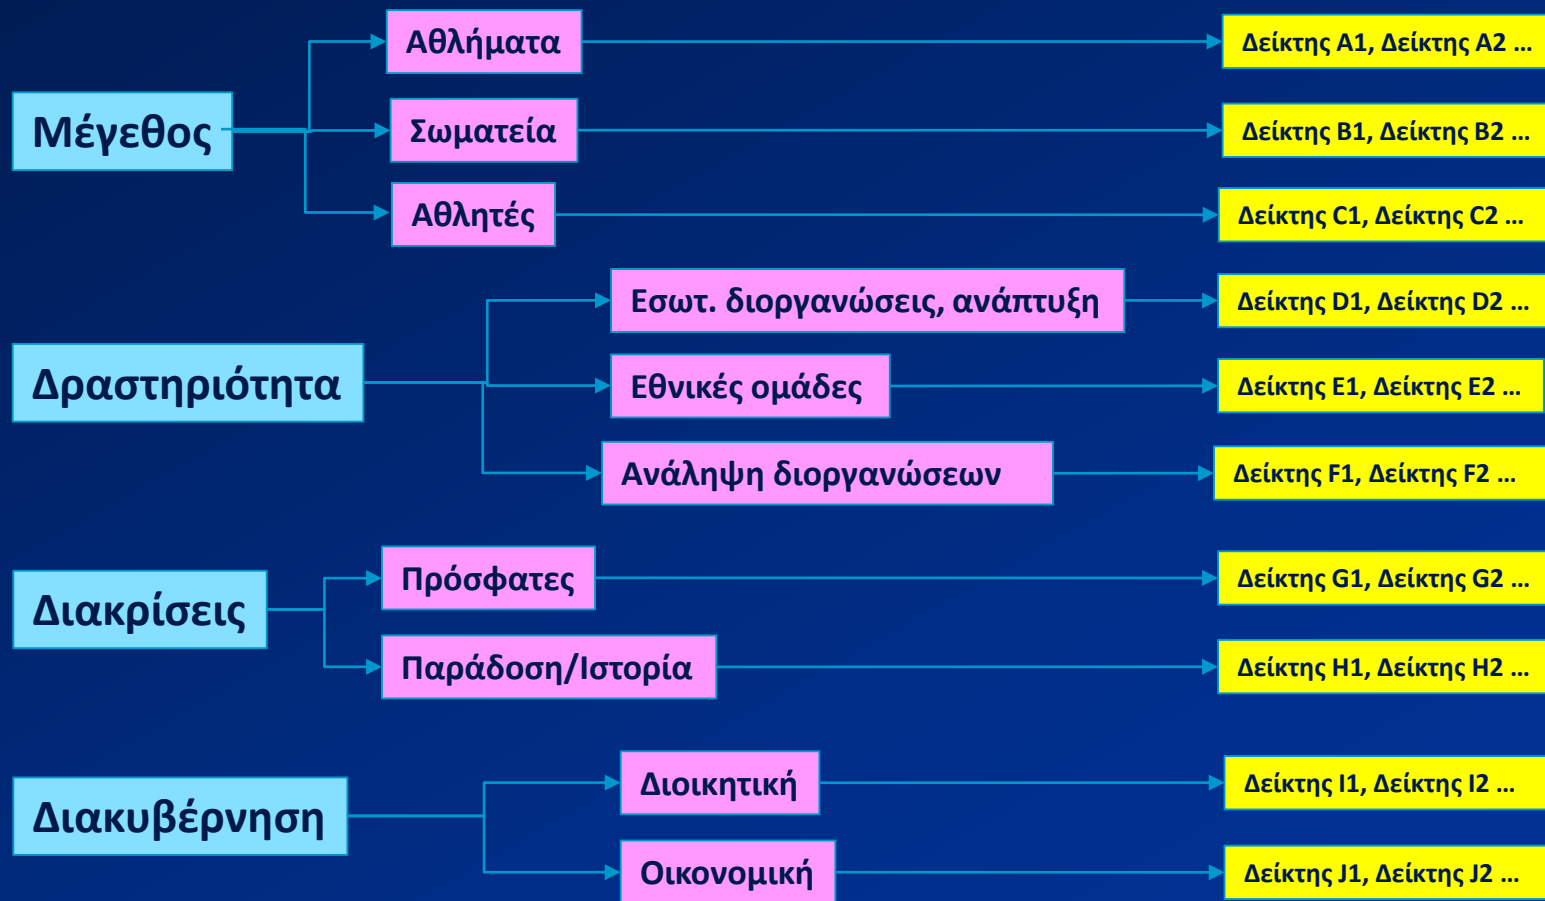 Αθλήματα
Δείκτης A1, Δείκτης A2 ...
Μέγεθος
Σωματεία
Δείκτης B1, Δείκτης B2 ...
Αθλητές
Δείκτης C1, Δείκτης C2 ...
Εσωτ. διοργανώσεις, ανάπτυξη
Δείκτης D1, Δείκτης D2 ...
Δραστηριότητα
Εθνικές ομάδες
Δείκτης E1, Δείκτης E2 ...
Ανάληψη διοργανώσεων
Δείκτης F1, Δείκτης F2 ...
Διακρίσεις
Πρόσφατες
Δείκτης G1, Δείκτης G2 ...
Παράδοση/Ιστορία
Δείκτης H1, Δείκτης H2 ...
Διακυβέρνηση
Διοικητική
Δείκτης I1, Δείκτης I2 ...
Οικονομική
Δείκτης J1, Δείκτης J2 ...